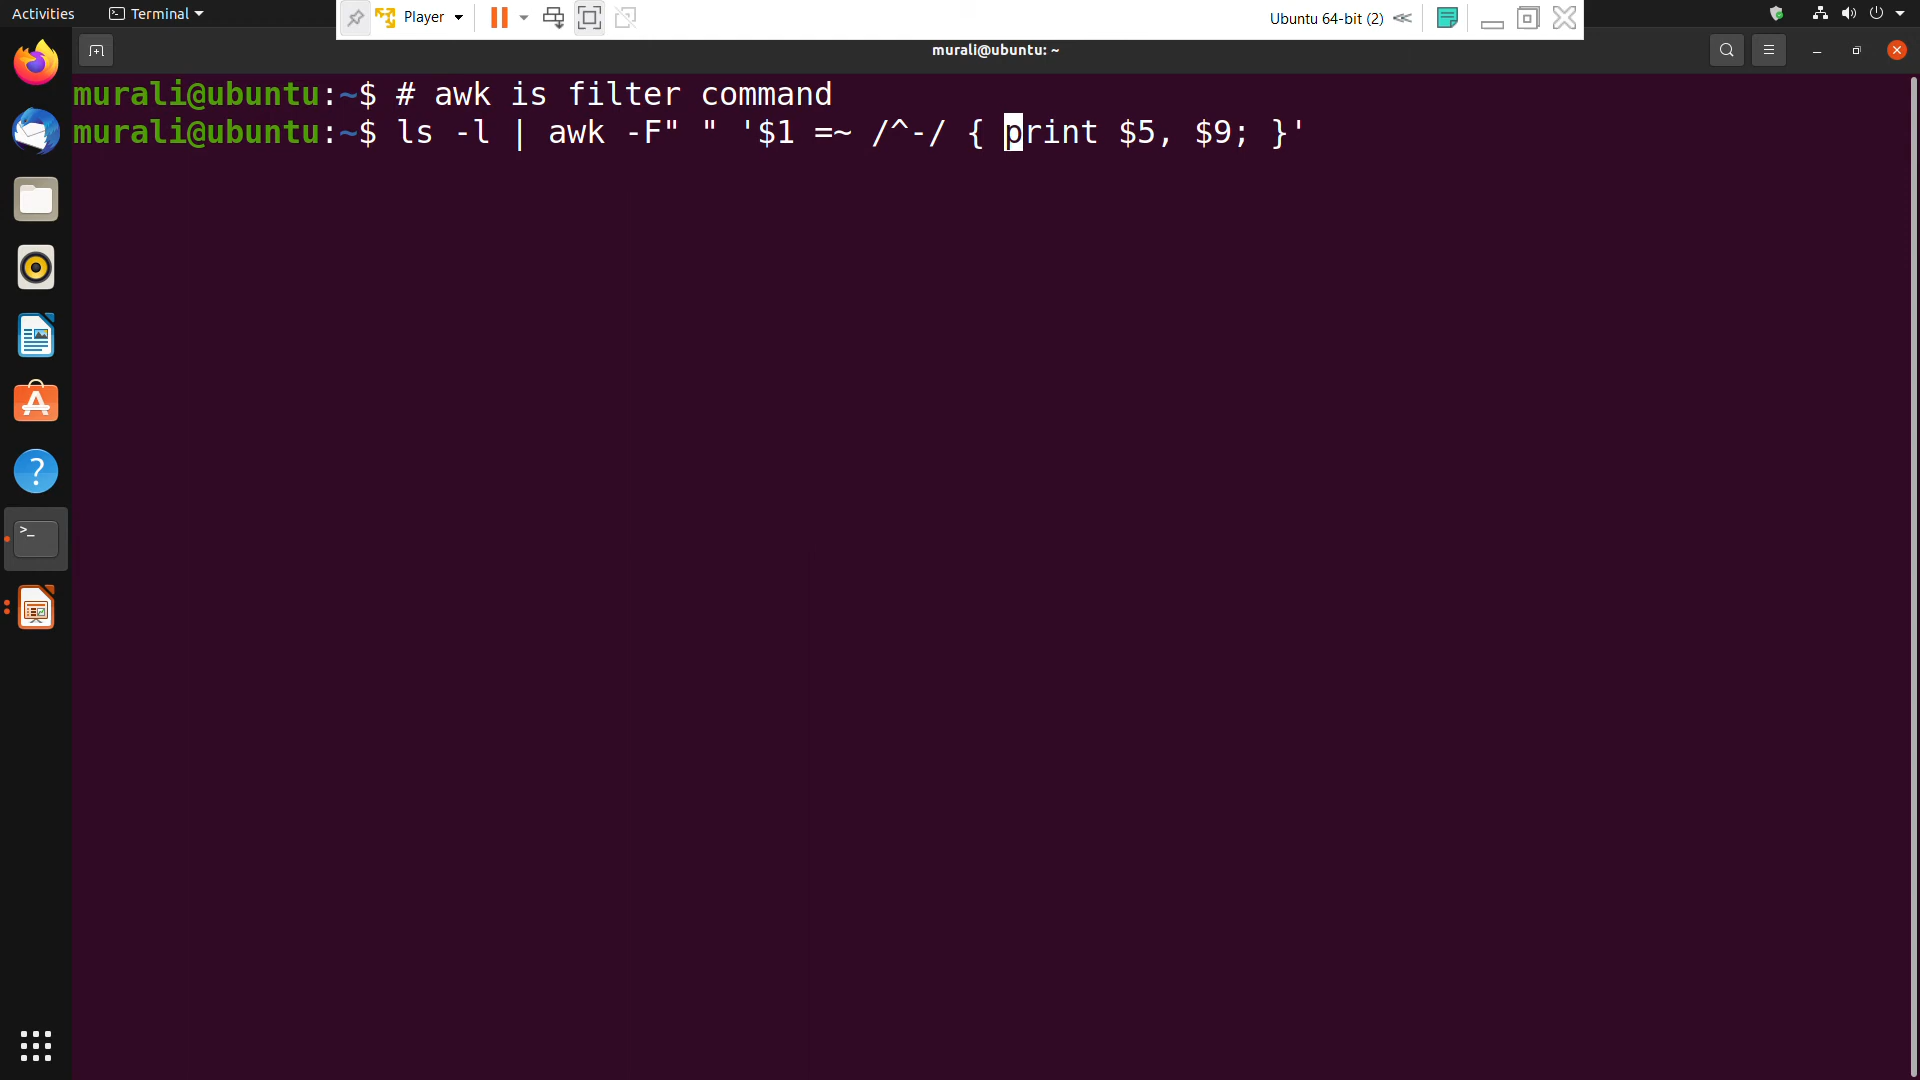 Activities
Terminal
Player
Ubuntu 64-bit (2)
murali@ubuntu: ~
murali@ubuntu:~$ # awk is filter command
murali@ubuntu:~$ ls -l | awk -F" " '$1 =~ /^-/ { print $5, $9; }'